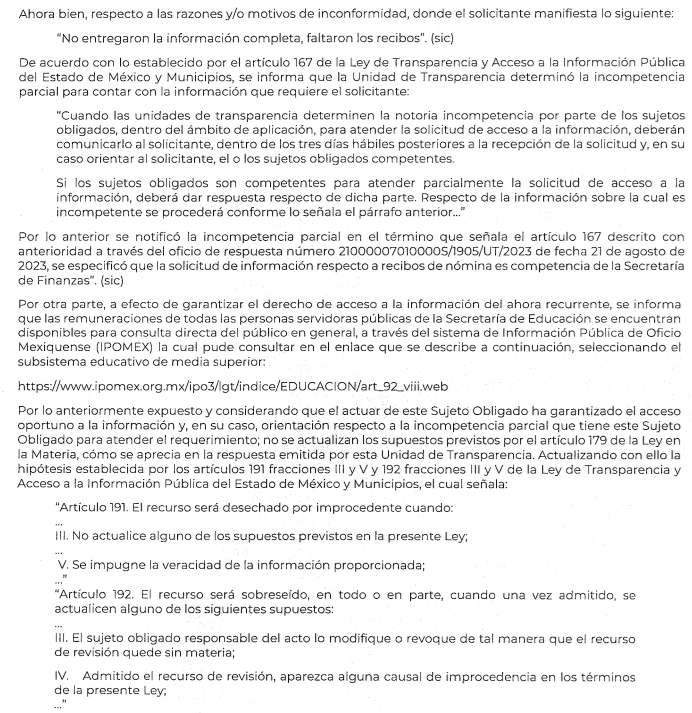 Ahora bien, respecto a las razones y/o motivos de inconformidad, donde el solicitante manifiesta lo siguiente:
“No entregaron la información completa, faltaron los recibos”. (sic)
De acuerdo con lo establecido por el artículo 167 de la Ley de Transparencia y Acceso a la Información Pública
del Estado de México y Municipios, se informa que la Unidad de Transparencia determinó la incompetencia
parcial para contar con la información que requiere el solicitante:
“Cuando las unidades de transparencia determinen la notoria incompetencia por parte de los sujetos
obligados, dentro del ámbito de aplicación, para atender la solicitud de acceso a la información, deberán
comunicarlo al solicitante, dentro de los tres días hábiles posteriores a la recepción de la solicitud y, en su
caso orientar al solicitante, el o los sujetos obligados competentes.
Si los sujetos obligados son competentes para atender parcialmente la solicitud de acceso a la
información, deberá dar respuesta respecto de dicha parte. Respecto de la información sobre la cual es
incompetente se procederá conforme lo señala el párrafo anterior...”
Por lo anterior se notificó la incompetencia parcial en el término que señala el artículo 167 descrito con
anterioridad a través del oficio de respuesta número 21000007010000S/1905/UT/2023 de fecha 21 de agosto de
2023, se especificó que la solicitud de información respecto a recibos de nómina es competencia de la Secretaría
de Finanzas”. (sic)
Por otra parte, a efecto de garantizar el derecho de acceso a la información del ahora recurrente, se informa
que las remuneraciones de todas las personas servidoras públicas de la Secretaría de Educación se encuentran
disponibles para consulta directa del público en general, a través del sistema de Información Pública de Oficio
Mexiquense (IPOMEX) la cual pude consultar en el enlace que se describe a continuación, seleccionando el
subsistema educativo de media superior:
https://www.ipomex.org.mx/ipo3/lgt/indice/EDUCACION/art_92_viii.web
Por lo anteriormente expuesto y considerando que el actuar de este Sujeto Obligado ha garantizado el acceso
oportuno a la información y, en su caso, orientación respecto a la incompetencia parcial que tiene este Sujeto
Obligado para atender el requerimiento; no se actualizan los supuestos previstos por el artículo 179 de la Ley en
la Materia, cómo se aprecia en la respuesta emitida por esta Unidad de Transparencia. Actualizando con ello la
hipótesis establecida por los artículos 191 fracciones III y V y 192 fracciones III y V de la Ley de Transparencia y
Acceso a la Información Pública del Estado de México y Municipios, el cual señala:
“Artículo 191. El recurso será desechado por improcedente cuando:
...
III. No actualice alguno de los supuestos previstos en la presente Ley;
...
V. Se impugne la veracidad de la información proporcionada;
...”
“Artículo 192. El recurso será sobreseído, en todo o en parte, cuando una vez admitido, se
actualicen alguno de los siguientes supuestos:
...
III. El sujeto obligado responsable del acto lo modifique o revoque de tal manera que el recurso
de revisión quede sin materia;
IV. Admitido el recurso de revisión, aparezca alguna causal de improcedencia en los términos
de la presente Ley;
...”